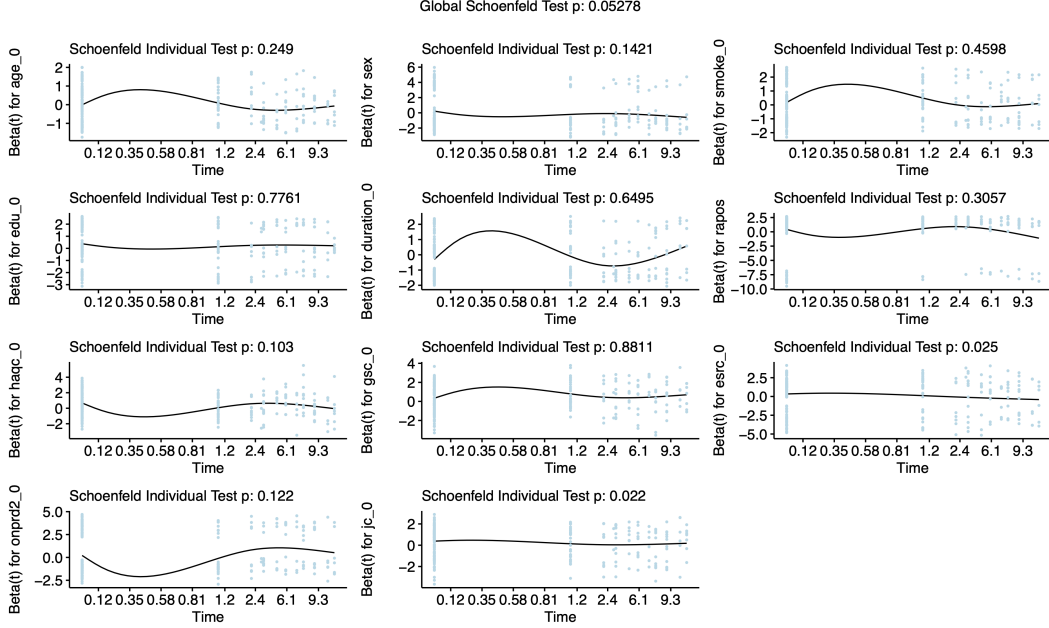 Global Schoenfeld Test p: 0.05278
Schoenfeld Individual Test p: 0.249
Beta(t) for age_0
2
1
0
−1
0.12 0.35 0.58 0.81 1.2 2.4 6.1 9.3
Time
Schoenfeld Individual Test p: 0.1421
Beta(t) for sex
6
4
2
0
−2
0.12 0.35 0.58 0.81 1.2 2.4 6.1 9.3
Time
Schoenfeld Individual Test p: 0.4598
Beta(t) for smoke_0
2
1
0
−1
−2
0.12 0.35 0.58 0.81 1.2 2.4 6.1 9.3
Time
Schoenfeld Individual Test p: 0.7761
Beta(t) for edu_0
2
1
0
−1
−2
−3
0.12 0.35 0.58 0.81 1.2 2.4 6.1 9.3
Time
Schoenfeld Individual Test p: 0.6495
Beta(t) for duration_0
2
1
0
−1
−2
0.12 0.35 0.58 0.81 1.2 2.4 6.1 9.3
Time
Schoenfeld Individual Test p: 0.3057
Beta(t) for rapos
2.5
0.0
−2.5
−5.0
−7.5
−10.0
0.12 0.35 0.58 0.81 1.2 2.4 6.1 9.3
Time
Schoenfeld Individual Test p: 0.103
Beta(t) for haqc_0
4
2
0
−2
0.12 0.35 0.58 0.81 1.2 2.4 6.1 9.3
Time
Schoenfeld Individual Test p: 0.8811
Beta(t) for gsc_0
4
2
0
−2
0.12 0.35 0.58 0.81 1.2 2.4 6.1 9.3
Time
Schoenfeld Individual Test p: 0.025
Beta(t) for esrc_0
2.5
0.0
−2.5
−5.0
0.12 0.35 0.58 0.81 1.2 2.4 6.1 9.3
Time
Schoenfeld Individual Test p: 0.122
Beta(t) for onprd2_0
5.0
2.5
0.0
−2.5
0.12 0.35 0.58 0.81 1.2 2.4 6.1 9.3
Time
Schoenfeld Individual Test p: 0.022
Beta(t) for jc_0
2
0
−2
0.12 0.35 0.58 0.81 1.2 2.4 6.1 9.3
Time